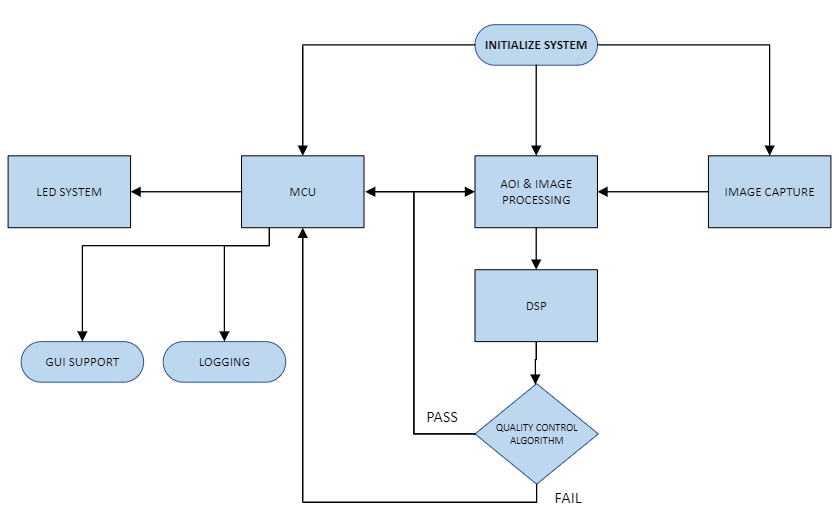 INITIALIZE SYSTEM
LED SYSTEM
MCU
AOI & IMAGE
PROCESSING
IMAGE CAPTURE
DSP
GUI SUPPORT
LOGGING
PASS
QUALITY CONTROL
ALGORITHM
FAIL